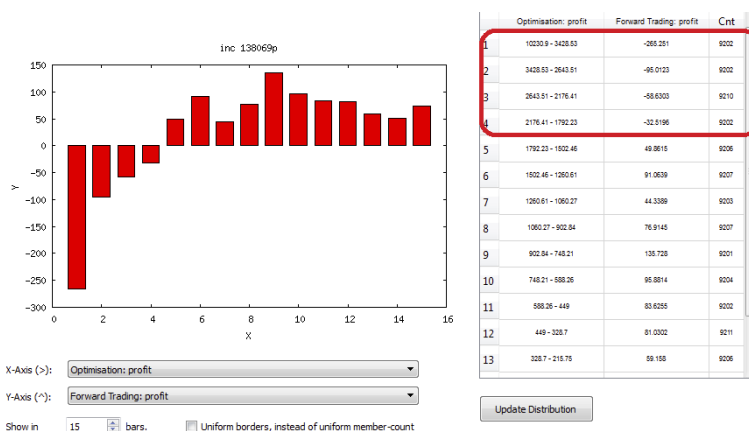 inc 138069p
150
100
50
0
-50
-100
-150
-200
-250
-300
Y
0 2 4 6 8 10 12 14 16
X
X-Axis (>): Optimisation: profit
Y-Axis (^): Forward Trading: profit
Show in 15 bars. Uniform borders, instead of uniform member-count
Optimisation: profit Forward Trading: profit Cnt
1 10230.9 - 3428.53 -265.251 9202
2 3428.53 - 2643.51 -95.0123 9202
3 2643.51 - 2176.41 -58.6303 9210
4 2176.41 - 1792.23 -32.5196 9202
5 1792.23 - 1502.46 49.8615 9206
6 1502.46 - 1260.61 91.0639 9207
7 1260.61 - 1060.27 44.3389 9203
8 1060.27 - 902.84 76.9145 9207
9 902.84 - 748.21 135.728 9201
10 748.21 - 588.26 95.8814 9204
11 588.26 - 449 83.6255 9202
12 449 - 328.7 81.0302 9211
13 328.7 - 215.75 59.158 9206
Update Distribution